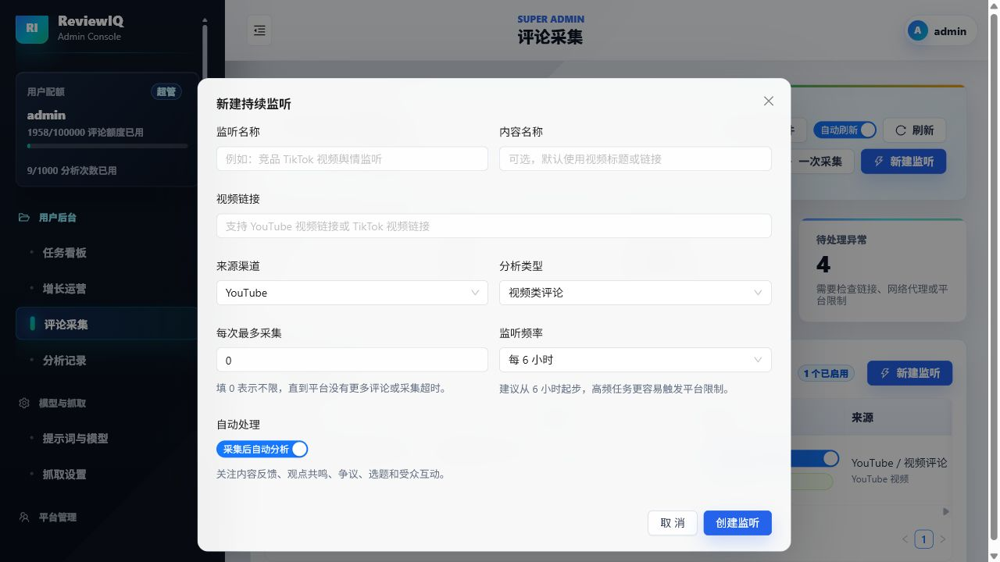 RI
ReviewIQ
Admin Console
用户配额
超管
admin
1958/100000 评论额度已用
9/1000 分析次数已用
用户后台
任务看板
增长运营
评论采集
分析记录
模型与抓取
提示词与模型
抓取设置
平台管理
SUPER ADMIN
评论采集
A
admin
自动刷新
刷新
一次采集
新建监听
待处理异常
4
需要检查链接、网络代理或平
台限制
1 个已启用
新建监听
来源
YouTube / 视频评论
YouTube 视频
1
新建持续监听
监听名称
内容名称
例如：竞品 TikTok 视频舆情监听
可选，默认使用视频标题或链接
视频链接
支持 YouTube 视频链接或 TikTok 视频链接
来源渠道
分析类型
YouTube
视频类评论
每次最多采集
监听频率
0
每 6 小时
填 0 表示不限，直到平台没有更多评论或采集超时。
建议从 6 小时起步，高频任务更容易触发平台限制。
自动处理
采集后自动分析
关注内容反馈、观点共鸣、争议、选题和受众互动。
取 消
创建监听